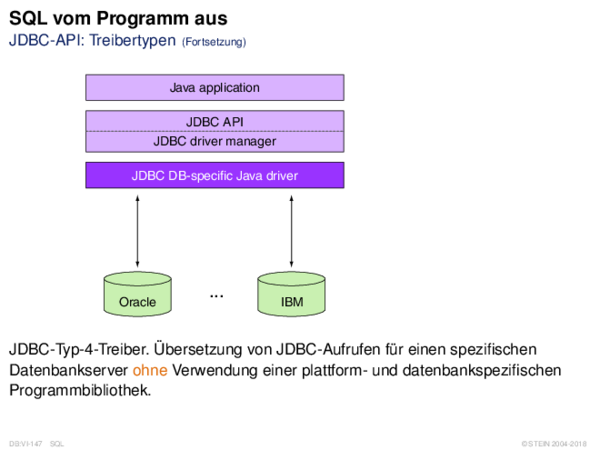 SQL vom Programm aus
JDBC-API: Treibertypen (Fortsetzung)
Java application
JDBC API
JDBC driver manager
JDBC DB-specific Java driver
Oracle
...
IBM
JDBC-Typ-4-Treiber. Übersetzung von JDBC-Aufrufen für einen spezifischen
Datenbankserver ohne Verwendung einer plattform- und datenbankspezifischen
Programmbibliothek.
DB:VI-147 SQL
© STEIN 2004-2018